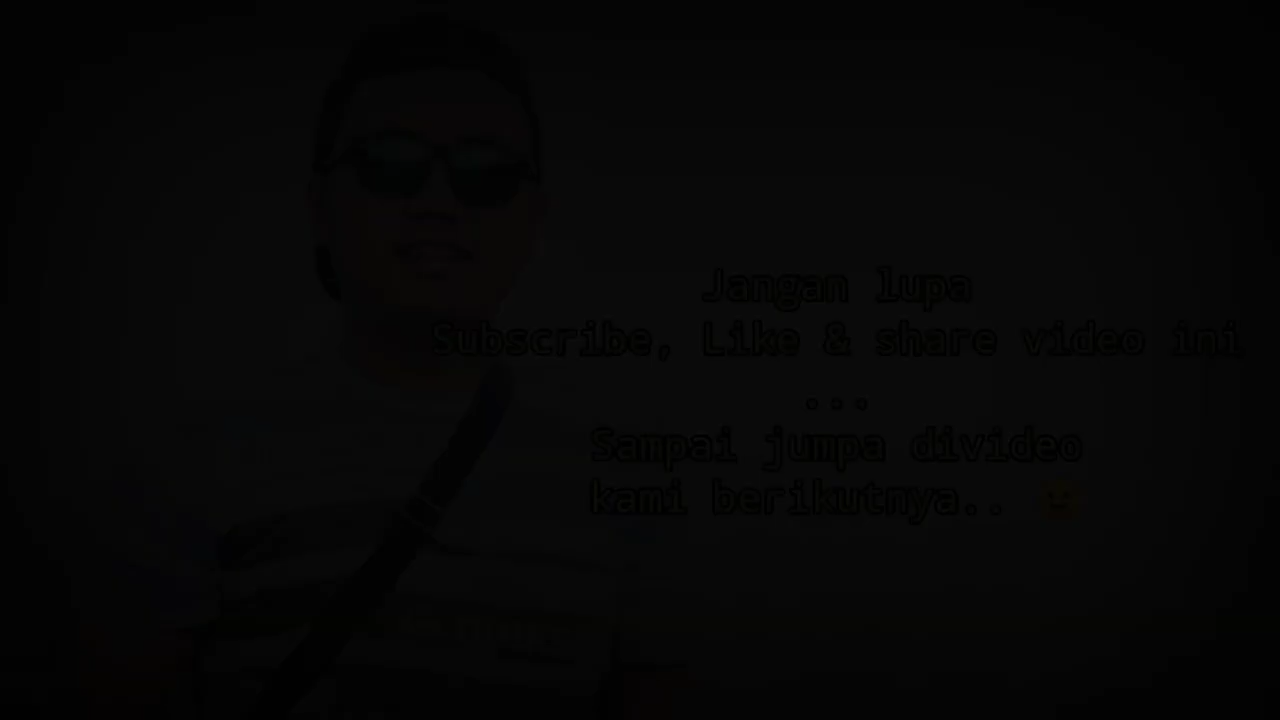 Jangan lupa
Subscribe, Like & share video ini
...
Sampai jumpa divideo
kami berikutnya.. 😉